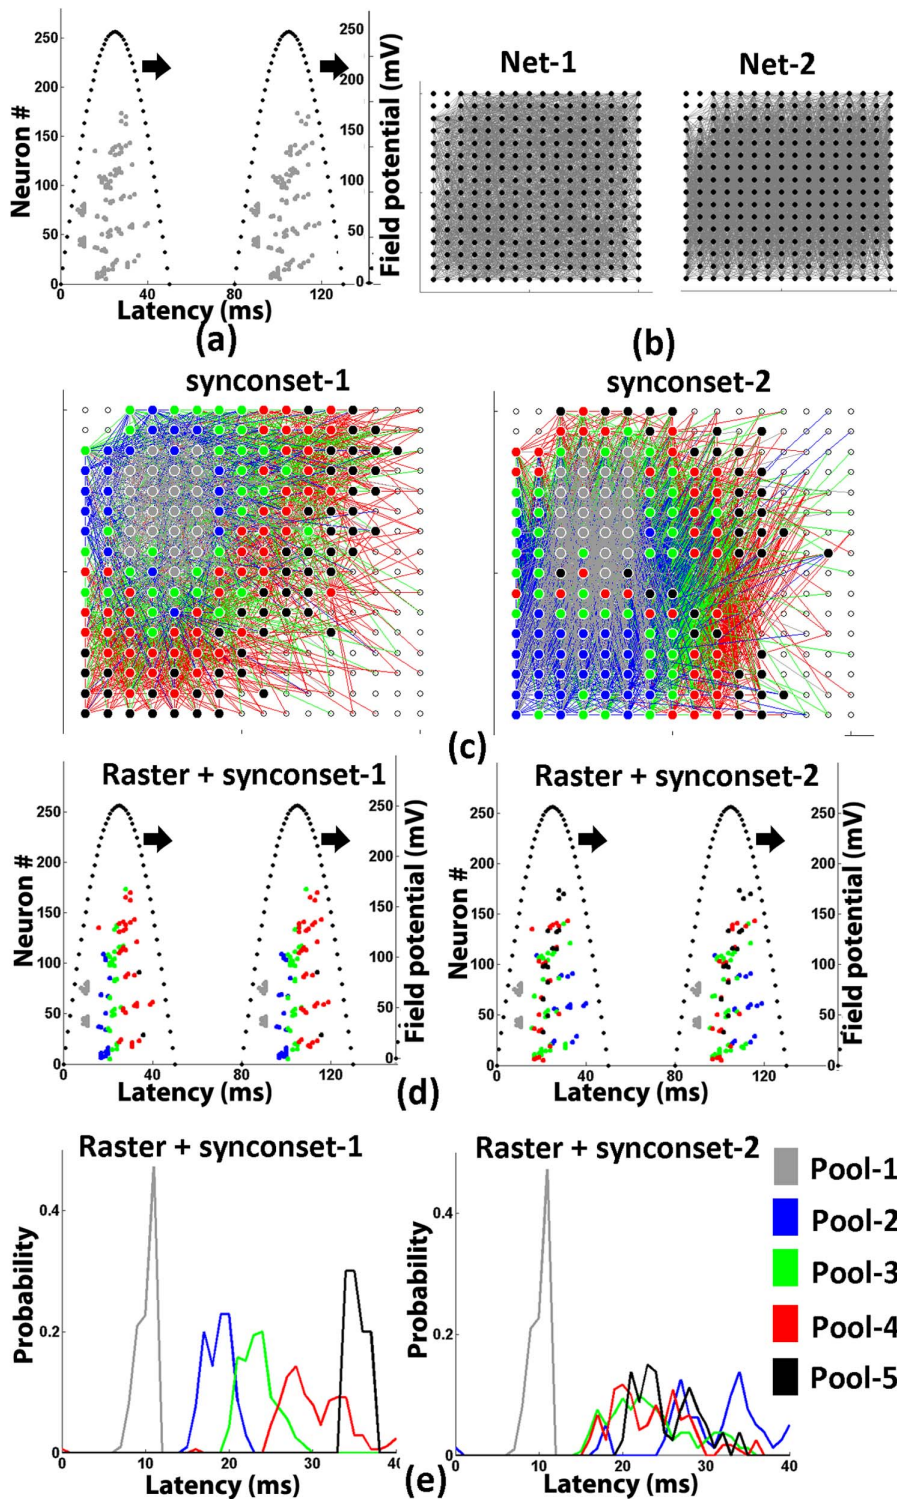 250
200
150
100
50
0
Neuron #
0 40 80 120
Latency (ms)
250
200
150
100
50
0
Field potential (mV)
(a)
Net-1
Net-2
(b)
synconset-1
synconset-2
(c)
Raster + synconset-1
250
200
150
100
50
0
Neuron #
0 40 80 130
Latency (ms)
250
200
150
100
50
0
Field potential (mV)
Raster + synconset-2
250
200
150
100
50
0
Neuron #
0 40 80 130
Latency (ms)
250
200
150
100
50
0
Field potential (mV)
(d)
Raster + synconset-1
0.4
0.2
0
Probability
0 10 20 30 40
Latency (ms)
Raster + synconset-2
0.4
0.2
0
Probability
0 10 20 30 40
Latency (ms)
(e)
Pool-1
Pool-2
Pool-3
Pool-4
Pool-5